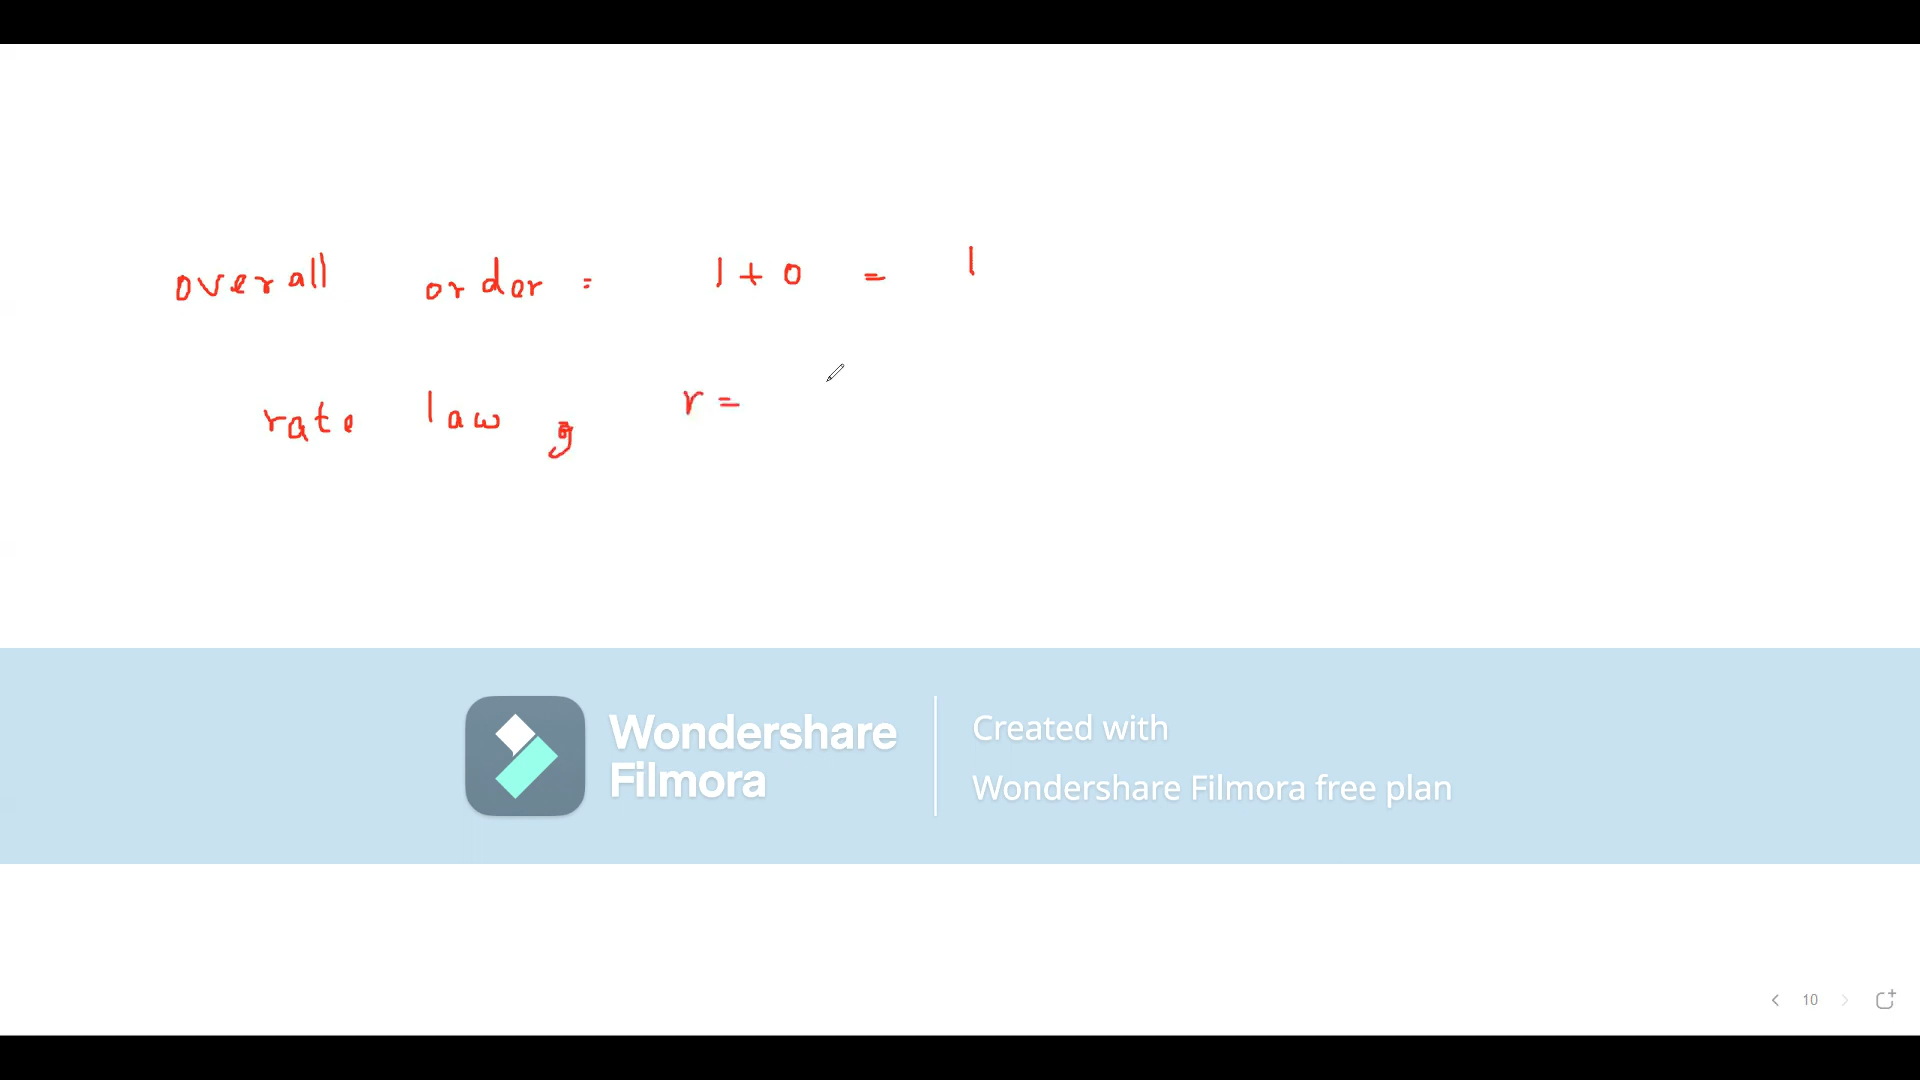 overall order = 1 + 0 = 1
rate law , r =
Wondershare
Filmora
Created with
Wondershare Filmora free plan
10